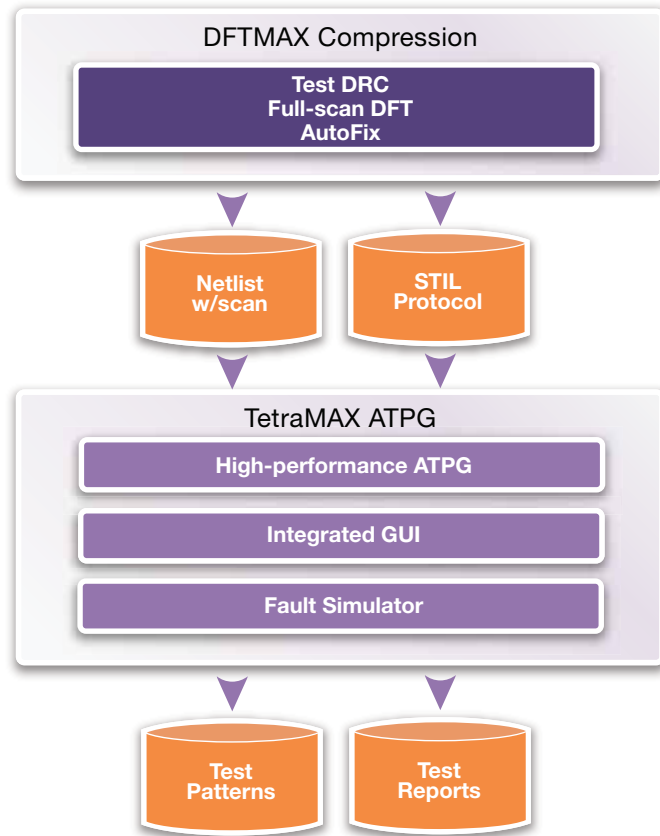 DFTMAX Compression
Test DRC
Full-scan DFT
AutoFix
Netlist
w/scan
STIL
Protocol
TetraMAX ATPG
High-performance ATPG
Integrated GUI
Fault Simulator
Test
Patterns
Test
Reports